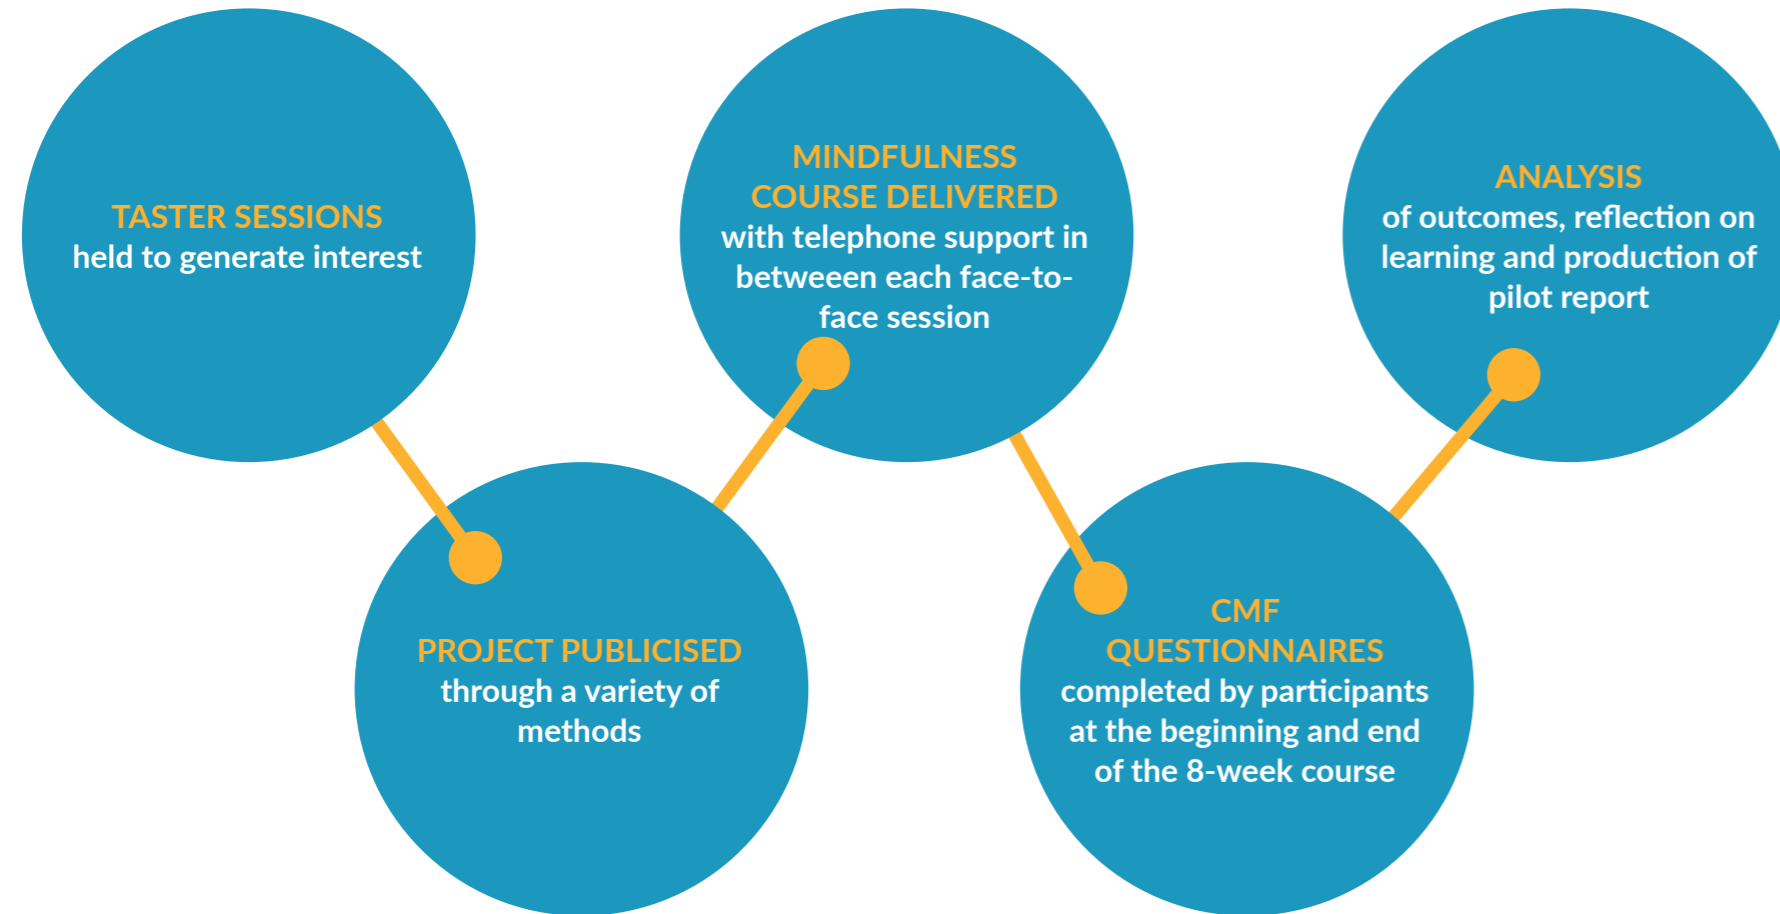 TASTER SESSIONS
held to generate interest
PROJECT PUBLICISED
through a variety of
methods
MINDFULNESS
COURSE DELIVERED
with telephone support in
betweeen each face-to-
face session
CMF
QUESTIONNAIRES
completed by participants
at the beginning and end
of the 8-week course
ANALYSIS
of outcomes, reflection on
learning and production of
pilot report